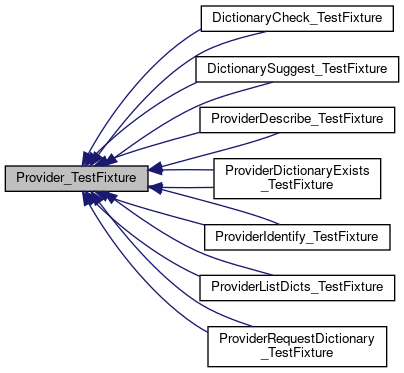 DictionaryCheck_TestFixture
DictionarySuggest_TestFixture
ProviderDescribe_TestFixture
Provider_TestFixture
ProviderDictionaryExists
_TestFixture
ProviderIdentify_TestFixture
ProviderListDicts_TestFixture
ProviderRequestDictionary
_TestFixture